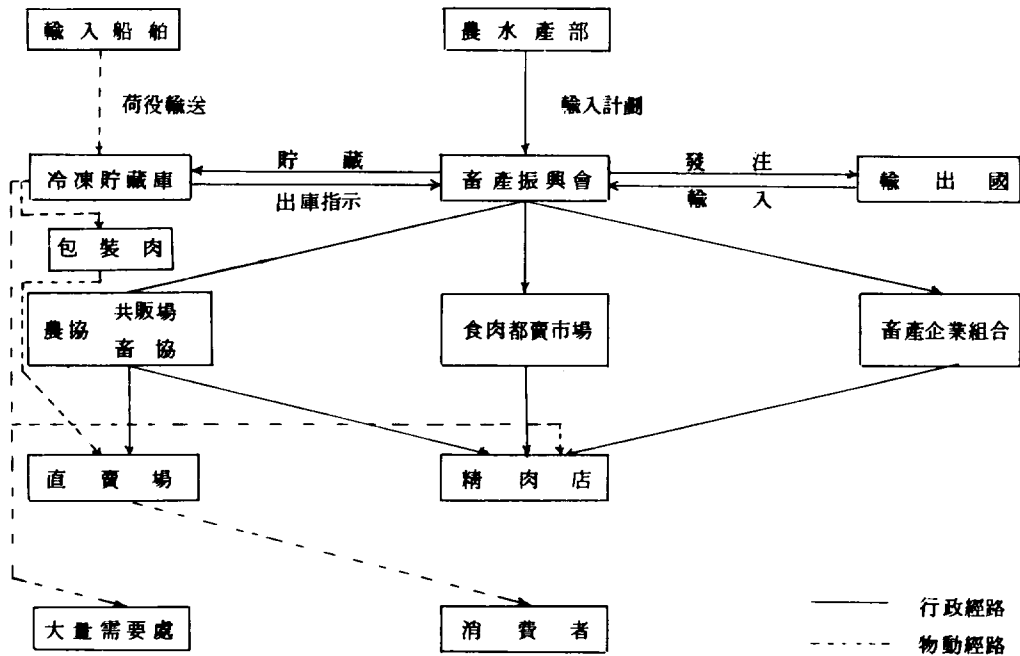 輸入船舶
農水產部
荷役輸送
輸入計劃
冷凍貯藏庫
貯藏
出庫指示
畜產振興會
發注
輸入
輸出國
包裝肉
農協 共販場
畜協
食肉都賣市場
畜產企業組合
直賣場
精肉店
大量需要處
消費者
行政經路
物動經路